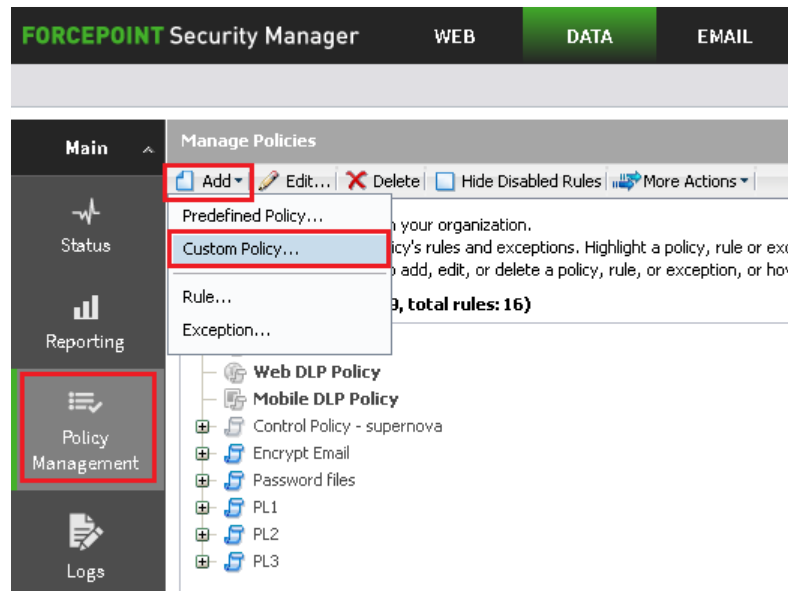 FORCEPOINT Security Manager WEB DATA EMAIL
Main
Manage Policies
Add Edit... Delete Hide Disabled Rules More Actions
Predefined Policy...
your organization.
Status
Custom Policy...
icy's rules and exceptions. Highlight a policy, rule or exc
add, edit, or delete a policy, rule, or exception, or hov
Rule...
9, total rules: 16)
Exception...
Reporting
Web DLP Policy
Mobile DLP Policy
Control Policy - supernova
Policy
Management
Encrypt Email
Password files
PL1
PL2
PL3
Logs